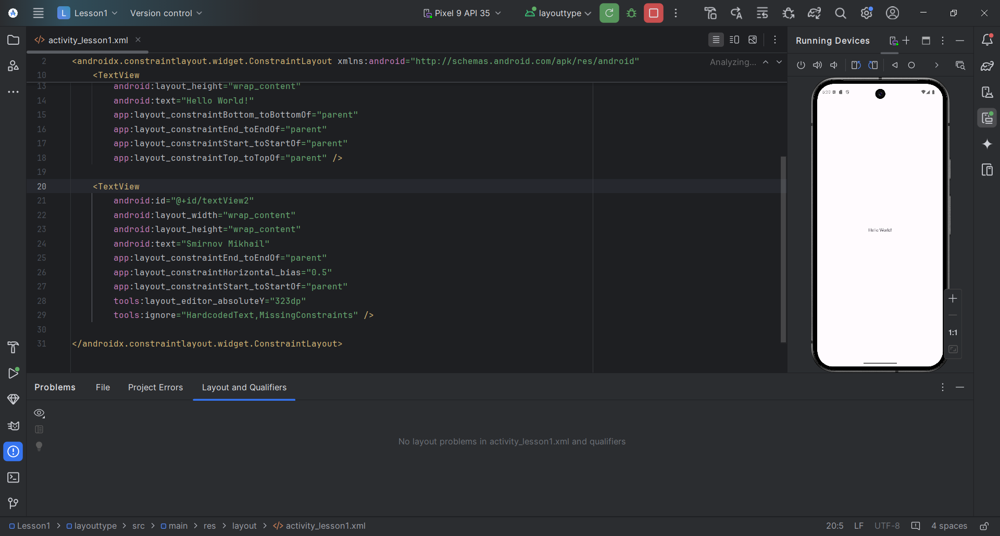 L Lesson1 Version control Pixel 9 API 35 layouttype
activity_lesson1.xml
Running Devices
2 <androidx.constraintlayout.widget.ConstraintLayout xmlns:android="http://schemas.android.com/apk/res/android"
Analyzing...
10 <TextView
13 android:layout_height="wrap_content"
14 android:text="Hello World!"
15 app:layout_constraintBottom_toBottomOf="parent"
16 app:layout_constraintEnd_toEndOf="parent"
17 app:layout_constraintStart_toStartOf="parent"
18 app:layout_constraintTop_toTopOf="parent" />
19
20 <TextView
21 android:id="@+id/textView2"
22 android:layout_width="wrap_content"
23 android:layout_height="wrap_content"
24 android:text="Smirnov Mikhail"
25 app:layout_constraintEnd_toEndOf="parent"
26 app:layout_constraintHorizontal_bias="0.5"
27 app:layout_constraintStart_toStartOf="parent"
28 tools:layout_editor_absoluteY="323dp"
29 tools:ignore="HardcodedText,MissingConstraints" />
30
31 </androidx.constraintlayout.widget.ConstraintLayout>
Hello World!
1:1
Problems File Project Errors Layout and Qualifiers
No layout problems in activity_lesson1.xml and qualifiers
Lesson1 > layouttype > src > main > res > layout > </> activity_lesson1.xml
20:5 LF UTF-8 4 spaces